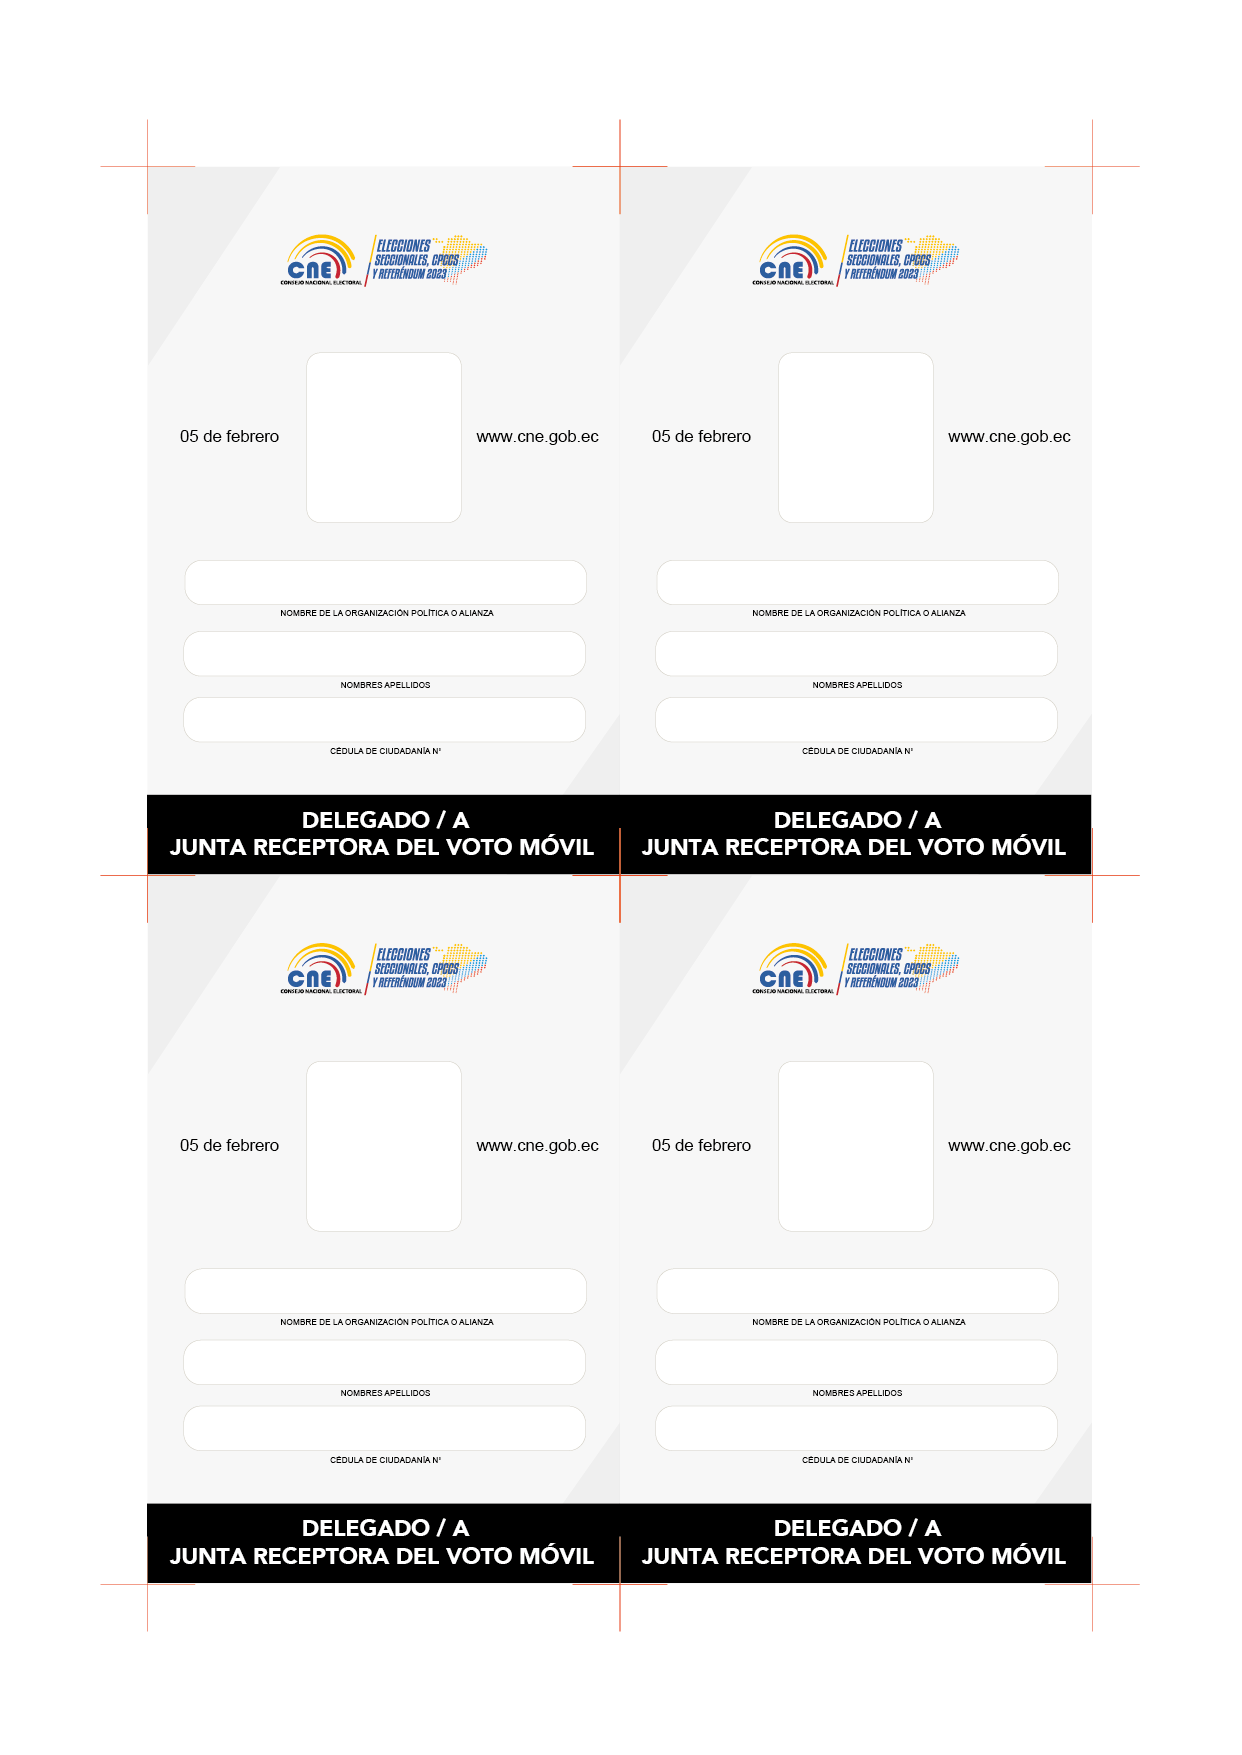 CNE
CONSEJO NACIONAL ELECTORAL
ELECCIONES
SECCIONALES, CPCCS
Y REFERÉNDUM 2023
05 de febrero
www.cne.gob.ec
NOMBRE DE LA ORGANIZACIÓN POLÍTICA O ALIANZA
NOMBRES APELLIDOS
CÉDULA DE CIUDADANÍA N°
DELEGADO / A
JUNTA RECEPTORA DEL VOTO MÓVIL
CNE
CONSEJO NACIONAL ELECTORAL
ELECCIONES
SECCIONALES, CPCCS
Y REFERÉNDUM 2023
05 de febrero
www.cne.gob.ec
NOMBRE DE LA ORGANIZACIÓN POLÍTICA O ALIANZA
NOMBRES APELLIDOS
CÉDULA DE CIUDADANÍA N°
DELEGADO / A
JUNTA RECEPTORA DEL VOTO MÓVIL
CNE
CONSEJO NACIONAL ELECTORAL
ELECCIONES
SECCIONALES, CPCCS
Y REFERÉNDUM 2023
05 de febrero
www.cne.gob.ec
NOMBRE DE LA ORGANIZACIÓN POLÍTICA O ALIANZA
NOMBRES APELLIDOS
CÉDULA DE CIUDADANÍA N°
DELEGADO / A
JUNTA RECEPTORA DEL VOTO MÓVIL
CNE
CONSEJO NACIONAL ELECTORAL
ELECCIONES
SECCIONALES, CPCCS
Y REFERÉNDUM 2023
05 de febrero
www.cne.gob.ec
NOMBRE DE LA ORGANIZACIÓN POLÍTICA O ALIANZA
NOMBRES APELLIDOS
CÉDULA DE CIUDADANÍA N°
DELEGADO / A
JUNTA RECEPTORA DEL VOTO MÓVIL